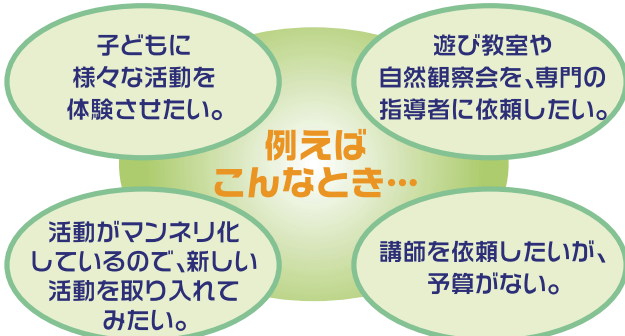 子どもに
様々な活動を
体験させたい。
遊び教室や
自然観察会を、専門の
指導者に依頼したい。
例えば
こんなとき…
活動がマンネリ化
しているので、新しい
活動を取り入れて
みたい。
講師を依頼したいが、
予算がない。